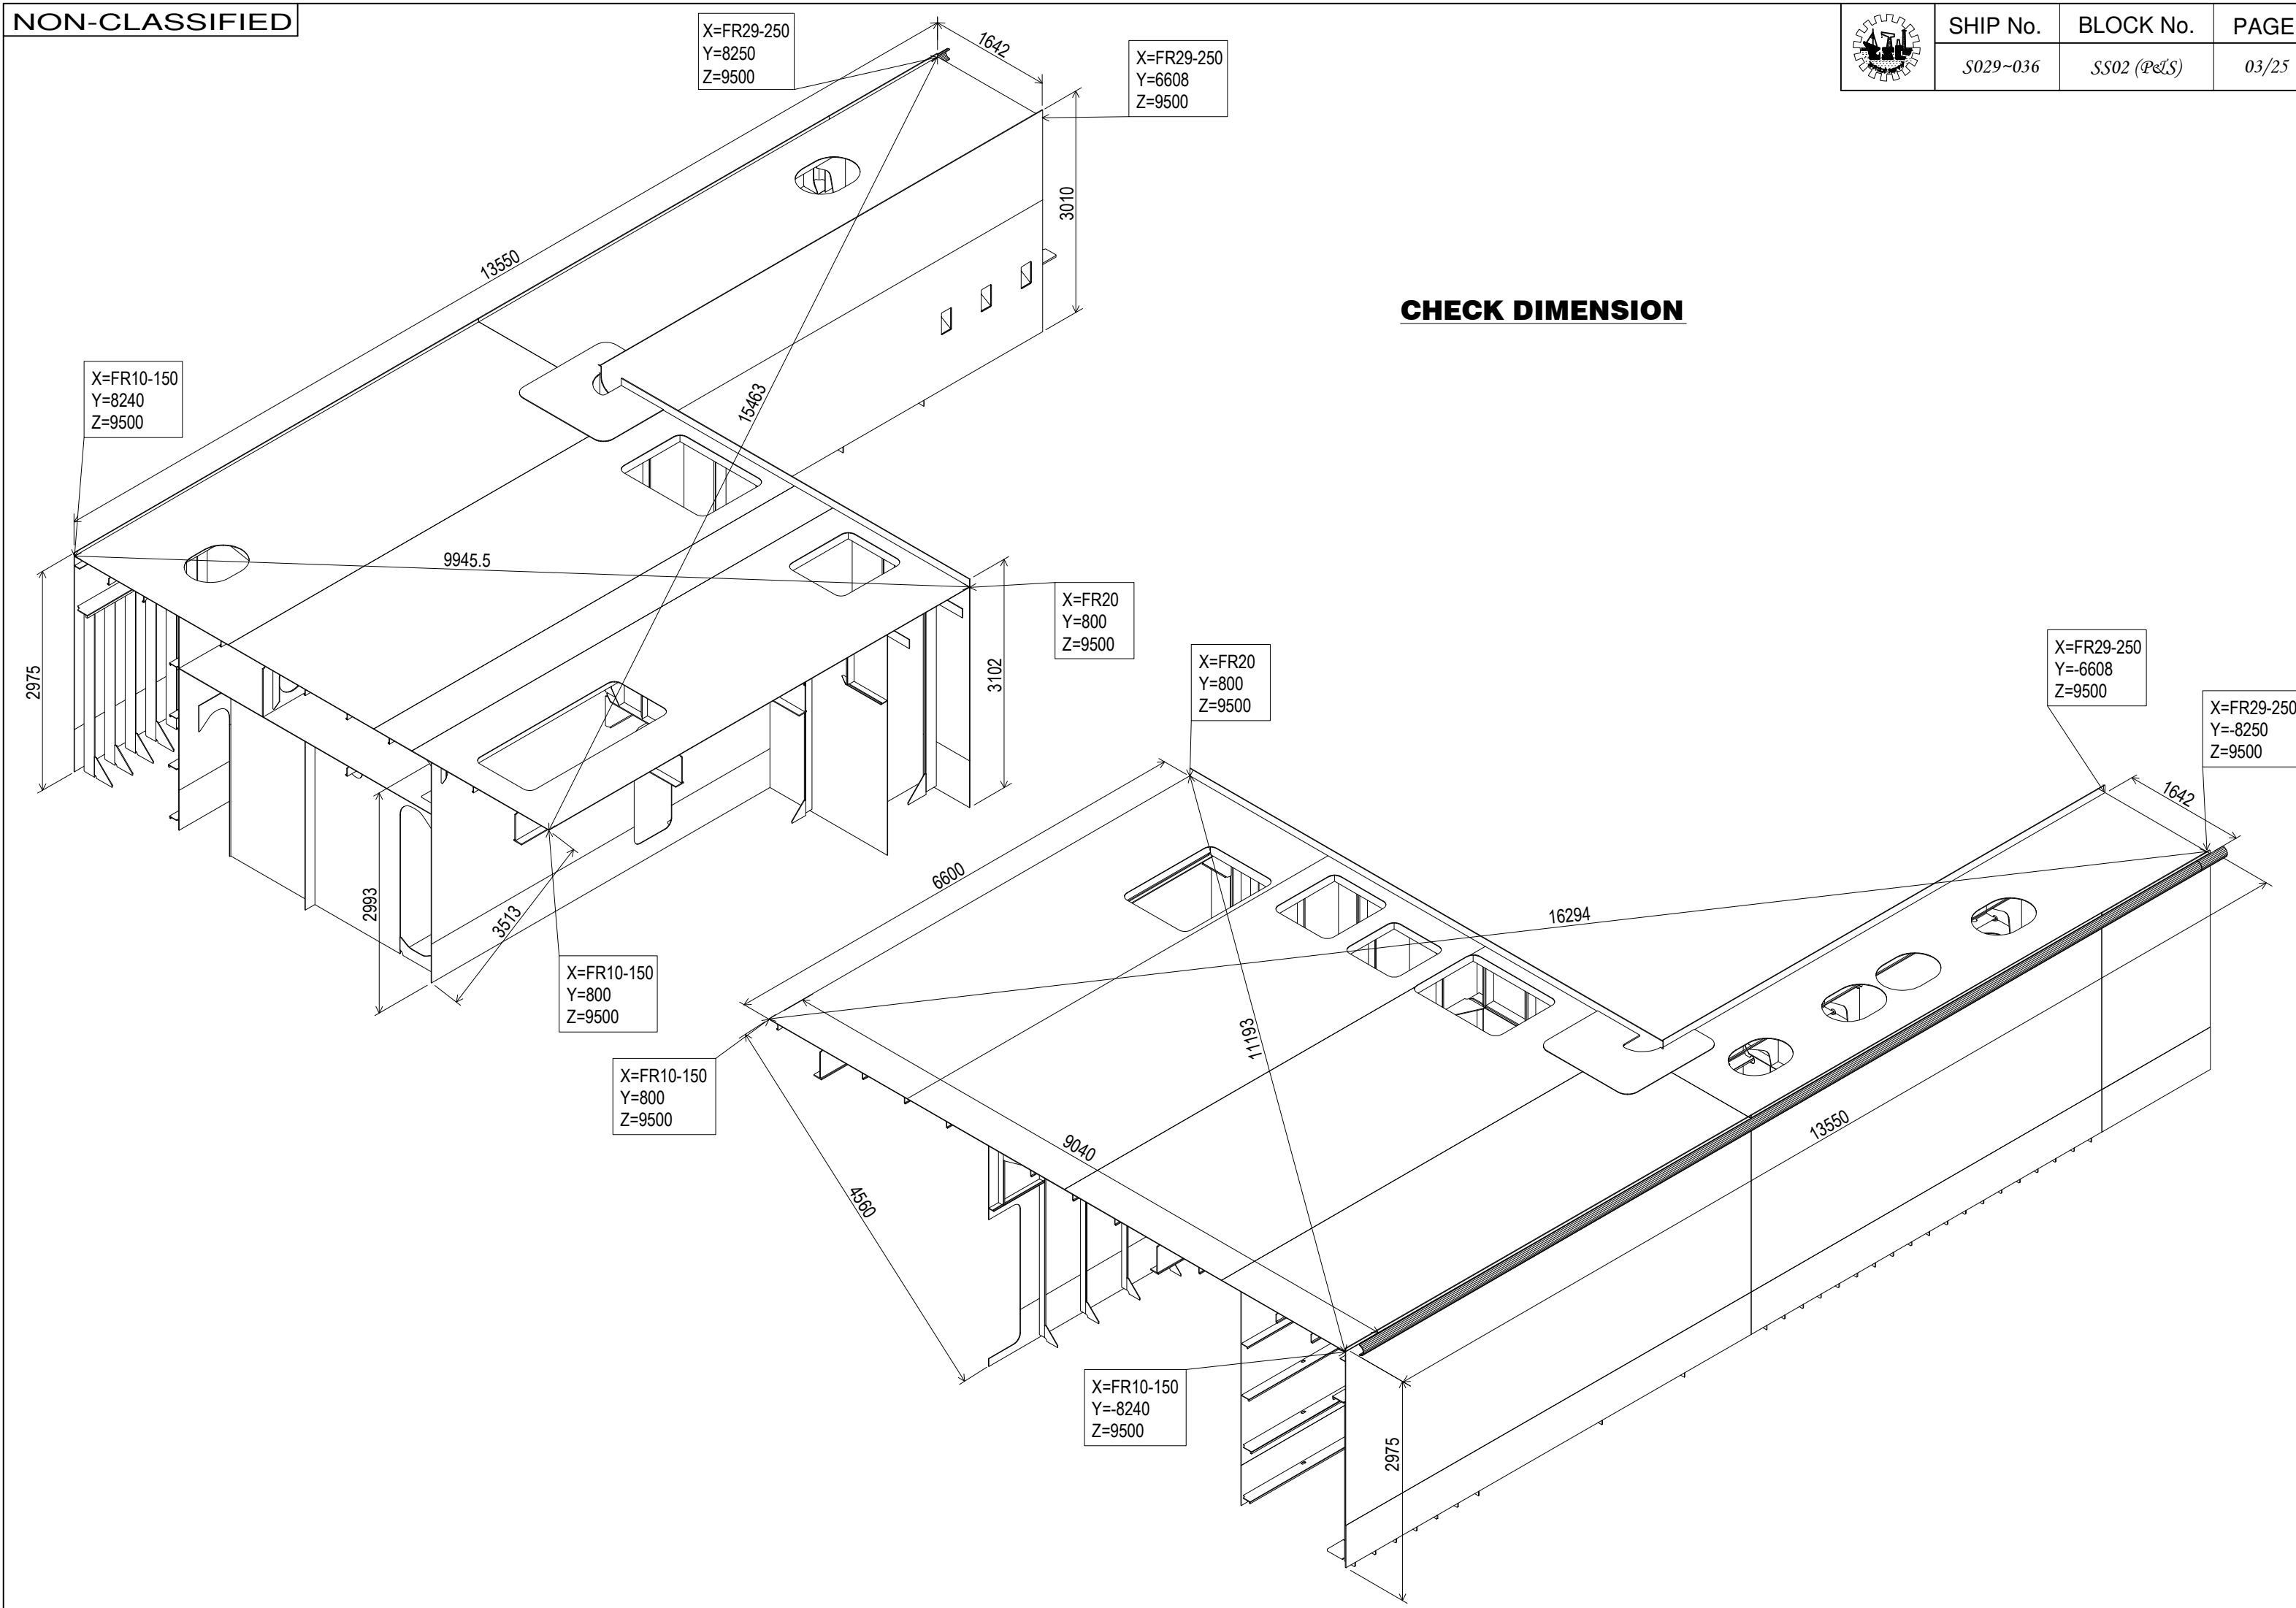 NON-CLASSIFIED
SHIP No.
BLOCK No.
PAGE
S029~036
SS02 (P&S)
03/25
X=FR29-250
Y=8250
Z=9500
1642
X=FR29-250
Y=6608
Z=9500
3010
13550
CHECK DIMENSION
X=FR10-150
Y=8240
Z=9500
15463
9945.5
X=FR20
Y=800
Z=9500
2975
3102
2993
3513
X=FR10-150
Y=800
Z=9500
X=FR20
Y=800
Z=9500
X=FR29-250
Y=-6608
Z=9500
X=FR29-250
Y=-8250
Z=9500
1642
6600
16294
11193
X=FR10-150
Y=800
Z=9500
9040
13550
4560
X=FR10-150
Y=-8240
Z=9500
2975